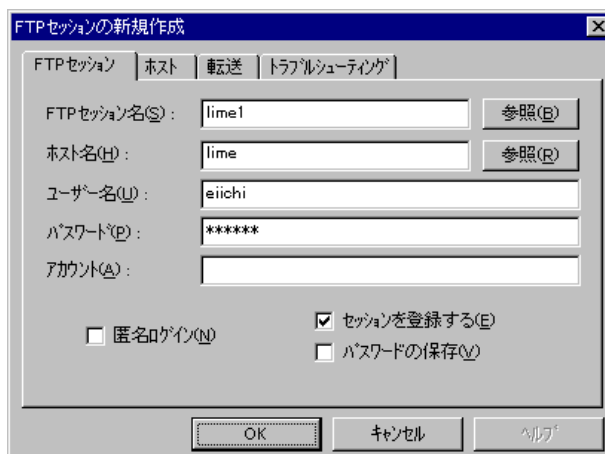 FTPセッションの新規作成
FTPセッション ホスト 転送 トラブルシューティング
FTPセッション名(S): lime1 参照(B)
ホスト名(H): lime 参照(R)
ユーザー名(U): eiichi
パスワード(P): ******
アカウント(A):
匿名ログイン(N) セッションを登録する(E)
パスワードの保存(V)
OK キャンセル ヘルプ